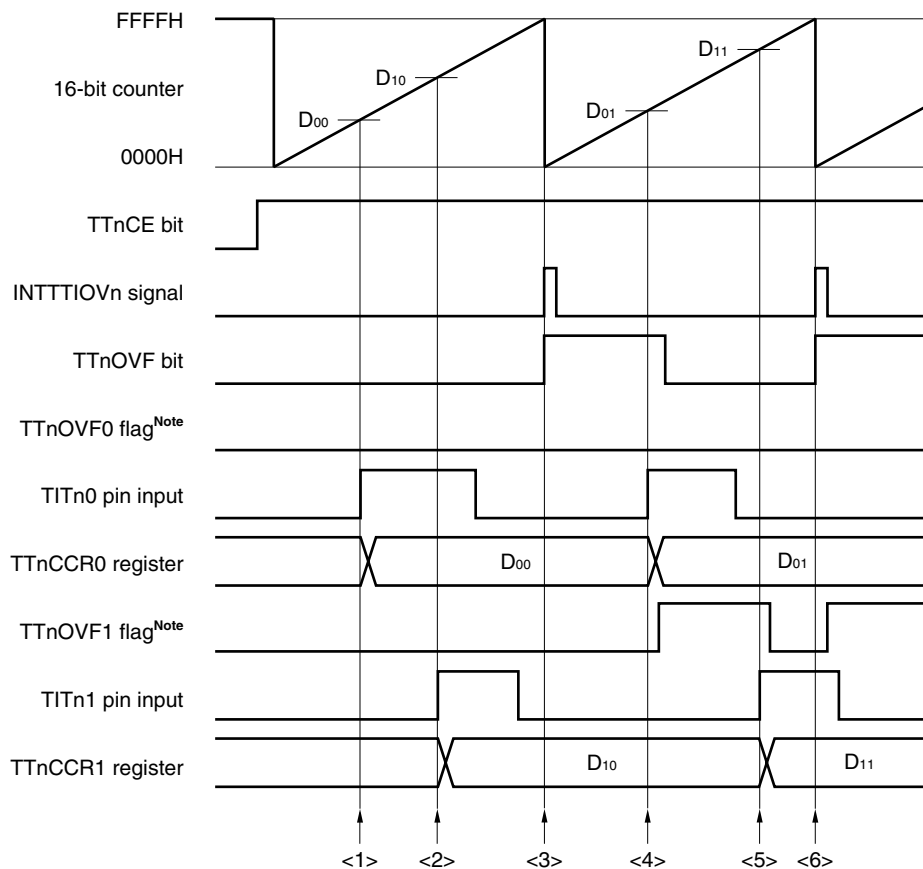 FFFFH
16-bit counter
0000H
D10
D00
D11
D01
TTnCE bit
INTTTIOVn signal
TTnOVF bit
TTnOVF0 flagNote
TITn0 pin input
TTnCCR0 register
D00
D01
TTnOVF1 flagNote
TITn1 pin input
TTnCCR1 register
D10
D11
<1> <2> <3> <4> <5> <6>